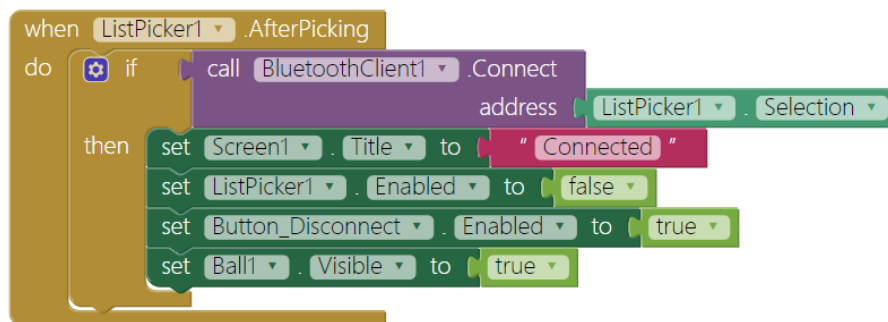 when ListPicker1 .AfterPicking
do if call BluetoothClient1 .Connect
address ListPicker1 . Selection
then set Screen1 . Title to " Connected "
set ListPicker1 . Enabled to false
set Button_Disconnect . Enabled to true
set Ball1 . Visible to true